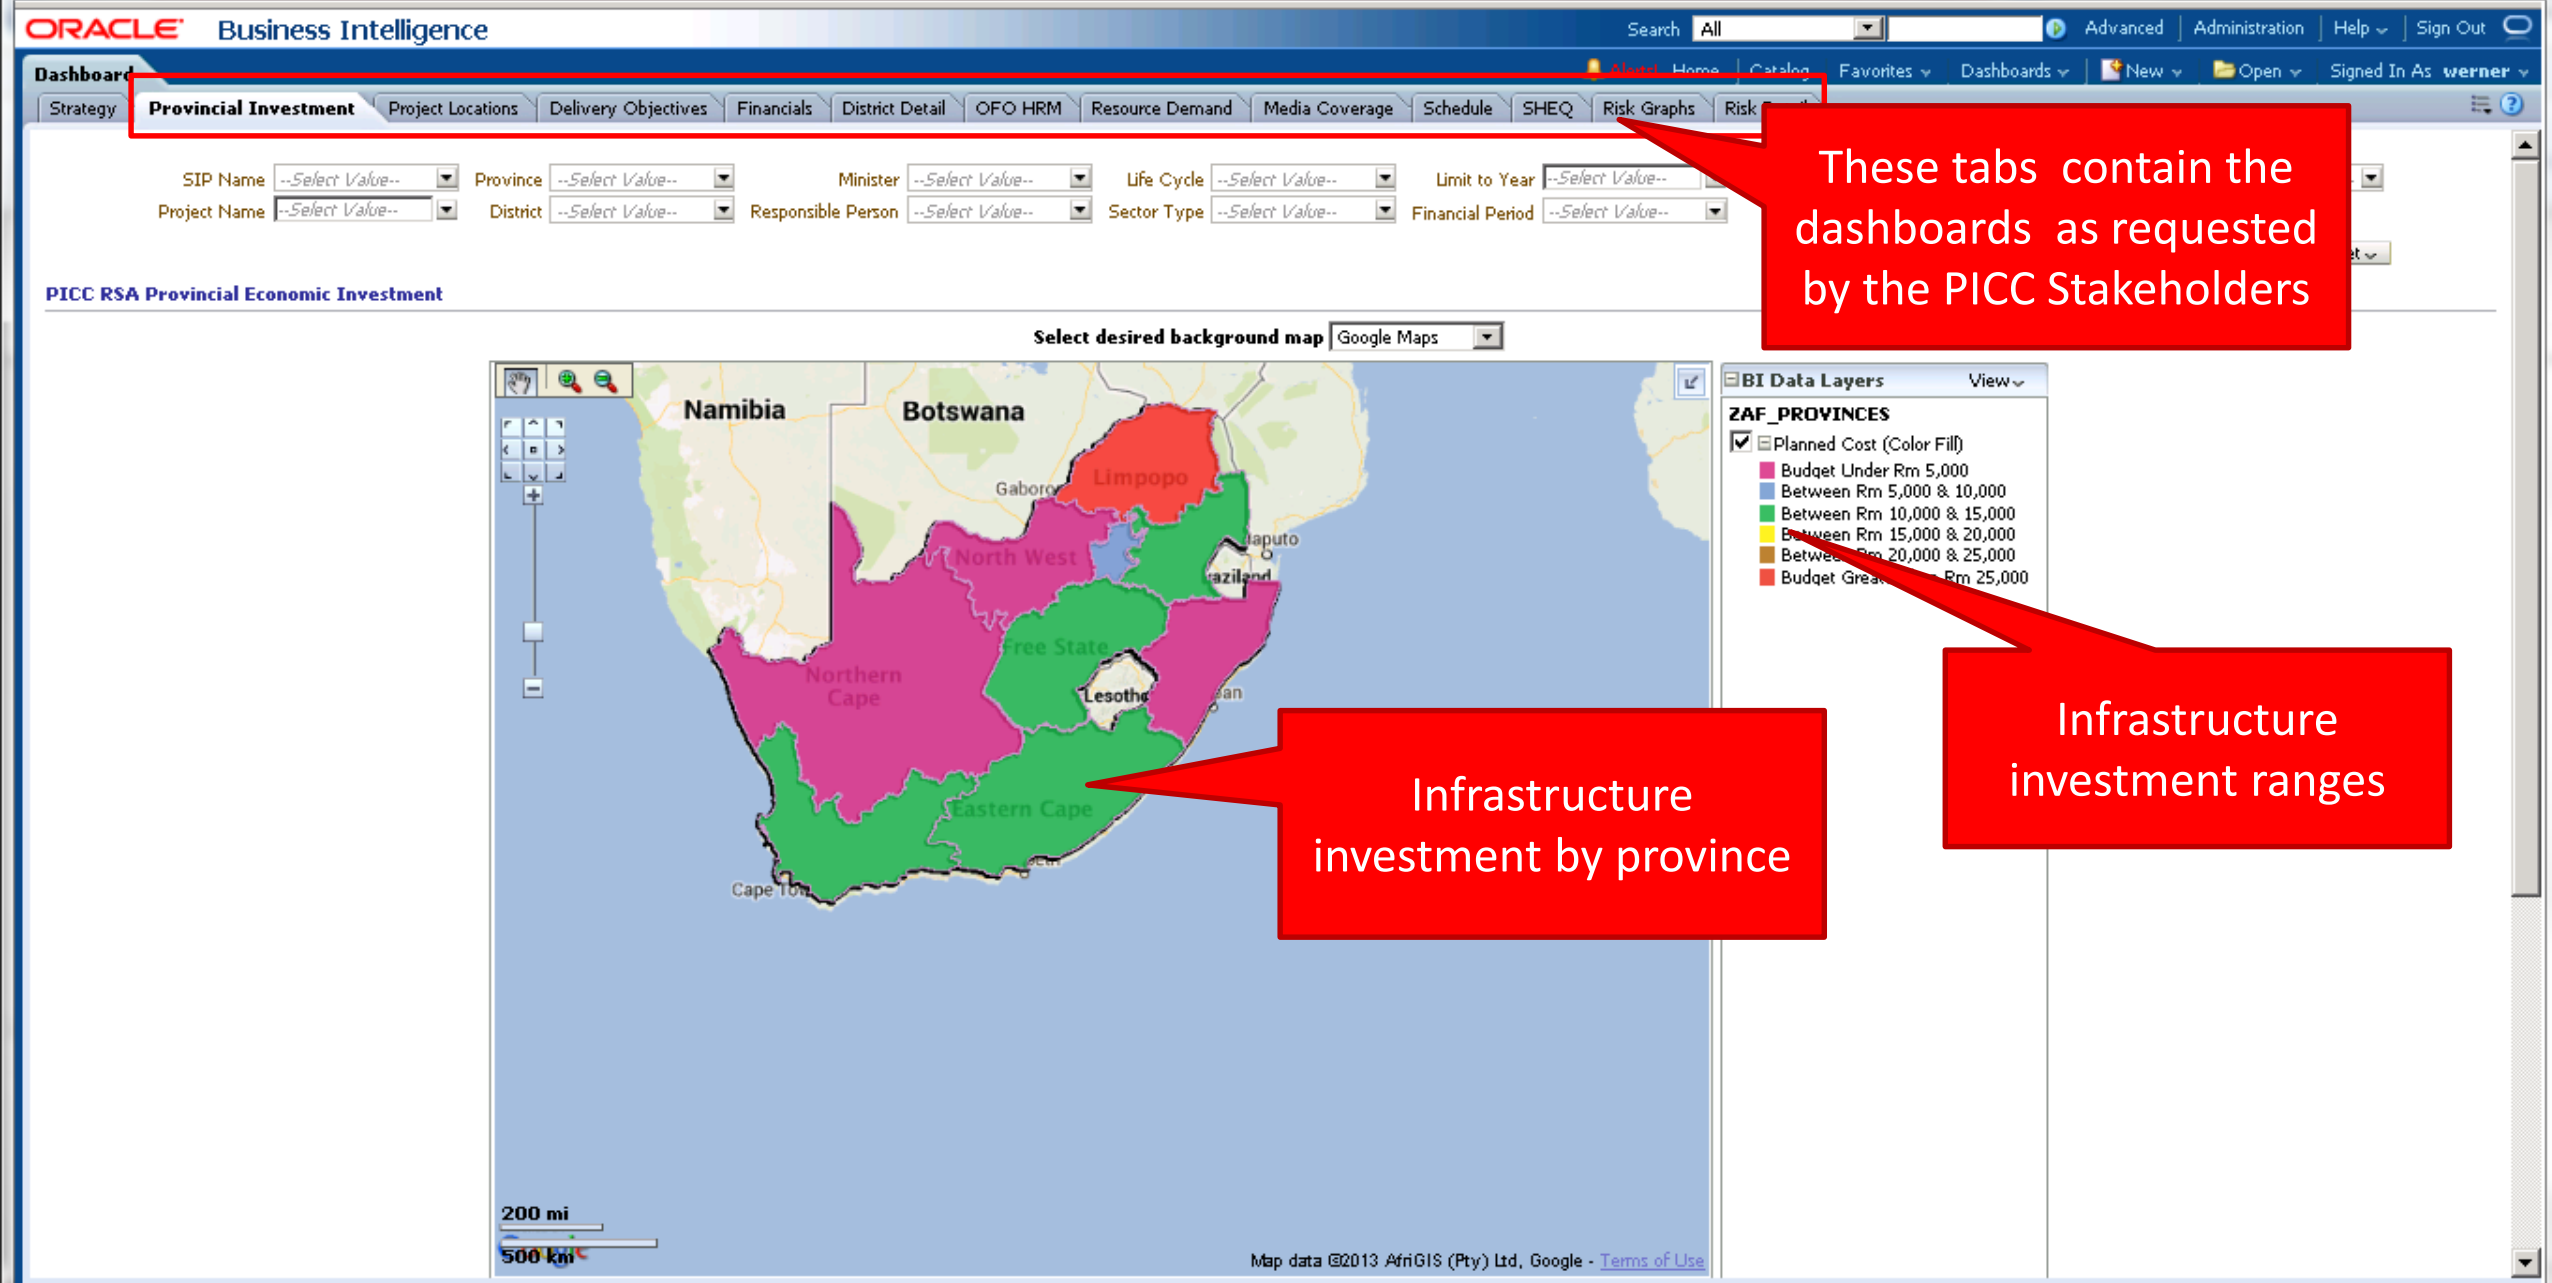 ORACLE Business Intelligence
Search All Advanced Administration Help Sign Out
Dashboard
Home Catalog Favorites Dashboards New Open Signed In As werner
Strategy Provincial Investment Project Locations Delivery Objectives Financials District Detail OFO HRM Resource Demand Media Coverage Schedule SHEQ Risk Graphs Risk
SIP Name --Select Value-- Province --Select Value-- Minister --Select Value-- Life Cycle --Select Value-- Limit to Year --Select Value--
Project Name --Select Value-- District --Select Value-- Responsible Person --Select Value-- Sector Type --Select Value-- Financial Period --Select Value--
These tabs contain the
dashboards as requested
by the PICC Stakeholders
PICC RSA Provincial Economic Investment
Select desired background map Google Maps
Namibia
Botswana
Limpopo
North West
Free State
Northern
Cape
Eastern Cape
BI Data Layers View
ZAF_PROVINCES
Planned Cost (Color Fill)
Budget Under Rm 5,000
Between Rm 5,000 & 10,000
Between Rm 10,000 & 15,000
Between Rm 15,000 & 20,000
Between Rm 20,000 & 25,000
Budget Rm 25,000
Infrastructure
investment ranges
Infrastructure
investment by province
Cape
200 mi
500 km
Map data ©2013 AfriGIS (Pty) Ltd, Google - Terms of Use